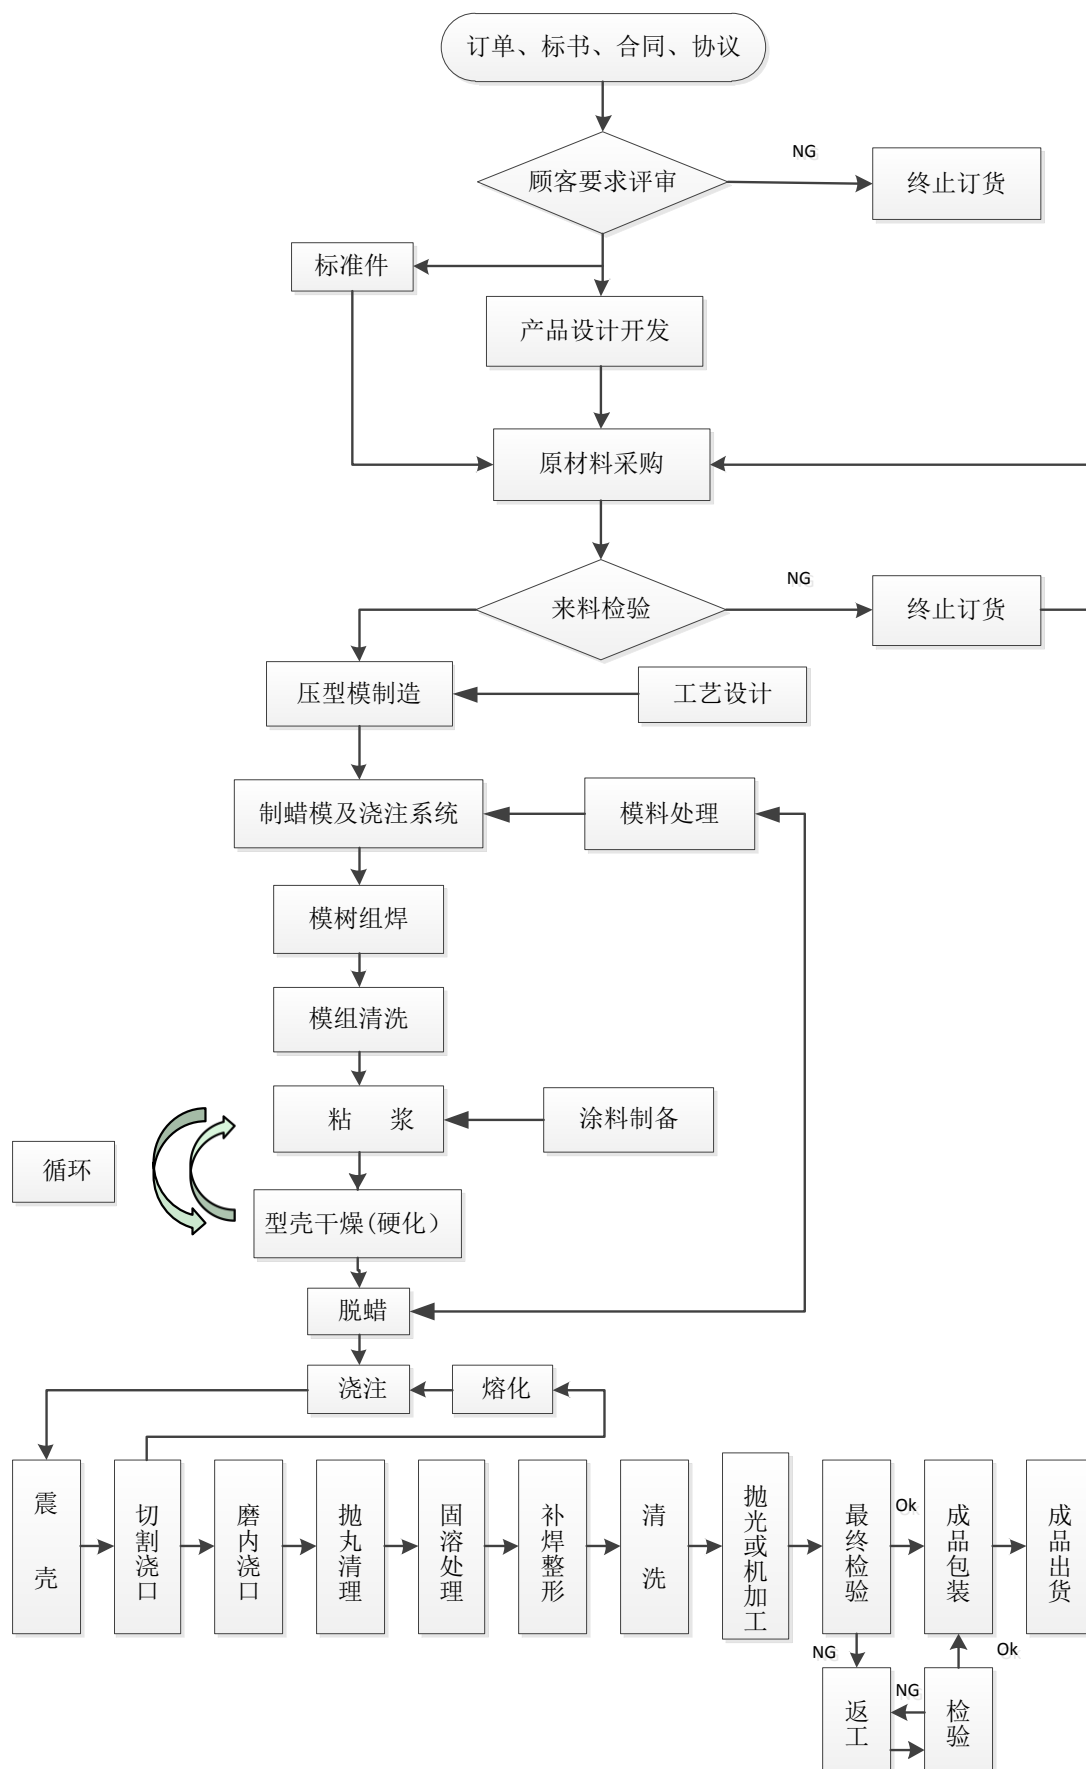 订单、标书、合同、协议
NG
顾客要求评审
终止订货
标准件
产品设计开发
原材料采购
NG
来料检验
终止订货
压型模制造
工艺设计
制蜡模及浇注系统
模料处理
模树组焊
模组清洗
粘 浆
涂料制备
循环
型壳干燥(硬化）
脱蜡
浇注
熔化
震 壳
切割浇口
磨内浇口
抛丸清理
固溶处理
补焊整形
清 洗
抛光或机加工
最终检验
Ok
成品包装
成品出货
NG
Ok
返工
NG
检验